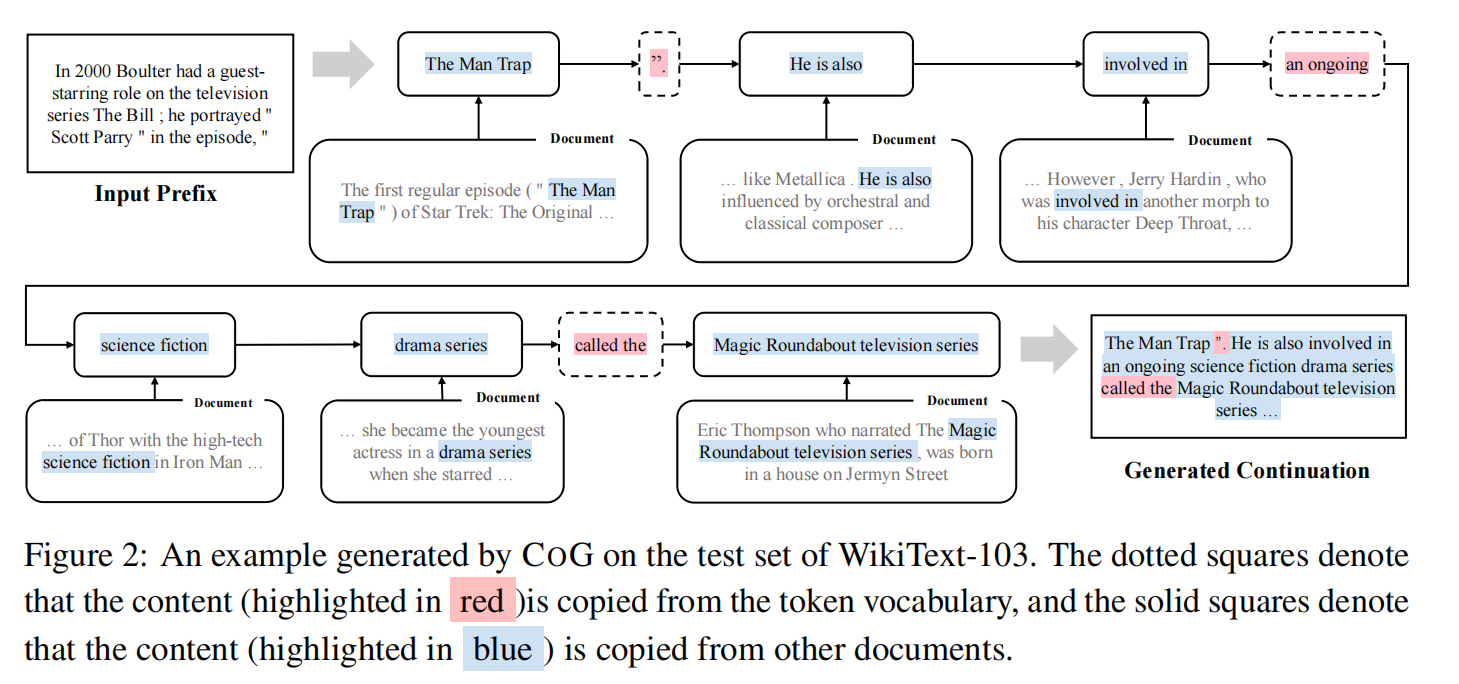 In 2000 Boulter had a guest-
starring role on the television
series The Bill ; he portrayed "
Scott Parry " in the episode, "
Input Prefix
The Man Trap
”.
He is also
involved in
an ongoing
Document
The first regular episode ( " The Man
Trap " ) of Star Trek: The Original …
Document
… like Metallica . He is also
influenced by orchestral and
classical composer …
Document
… However , Jerry Hardin , who
was involved in another morph to
his character Deep Throat, …
science fiction
drama series
called the
Magic Roundabout television series
Document
… of Thor with the high-tech
science fiction in Iron Man …
Document
… she became the youngest
actress in a drama series
when she starred …
Document
Eric Thompson who narrated The Magic
Roundabout television series , was born
in a house on Jermyn Street
The Man Trap ". He is also involved in
an ongoing science fiction drama series
called the Magic Roundabout television
series …
Generated Continuation
Figure 2: An example generated by COG on the test set of WikiText-103. The dotted squares denote
that the content (highlighted in red )is copied from the token vocabulary, and the solid squares denote
that the content (highlighted in blue ) is copied from other documents.